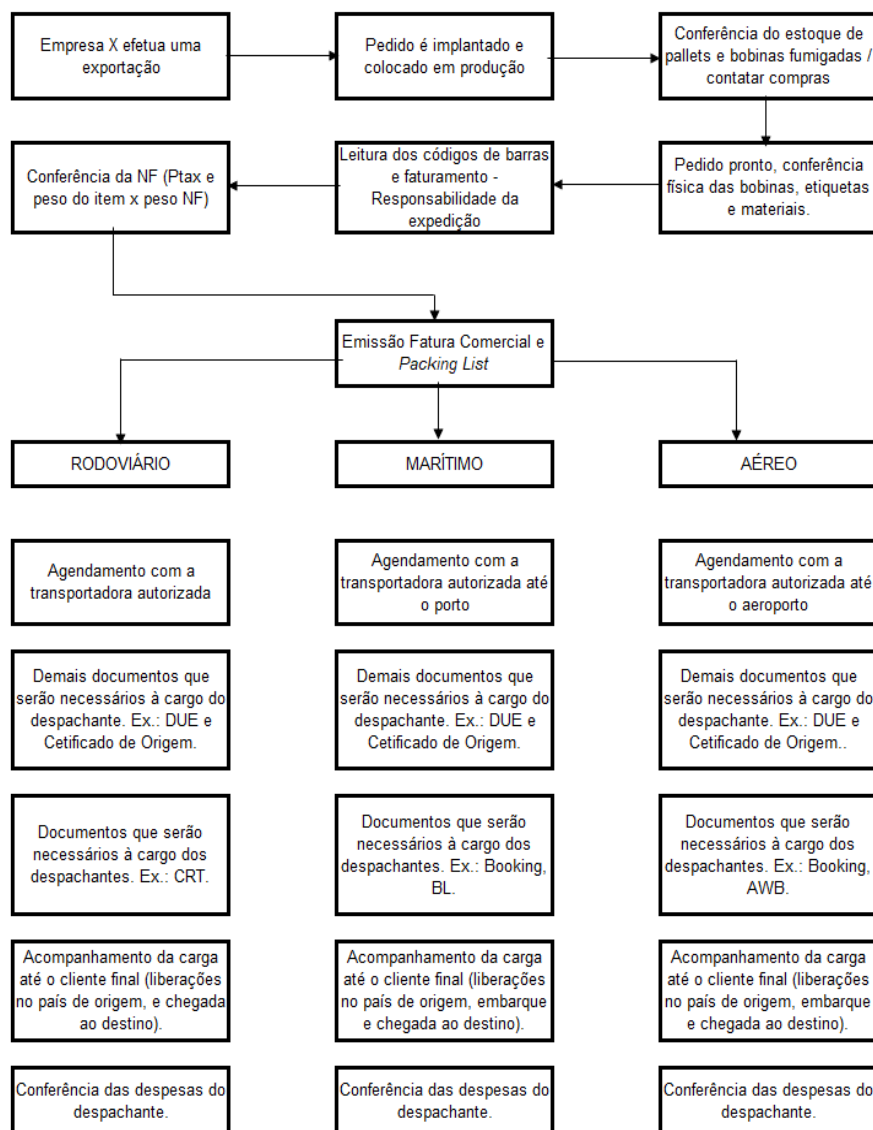 Empresa X efetua uma
exportação
Pedido é implantado e
colocado em produção
Conferência do estoque de
pallets e bobinas fumigadas /
contatar compras
Pedido pronto, conferência
física das bobinas, etiquetas
e materiais.
Leitura dos códigos de barras
e faturamento -
Responsabilidade da
expedição
Conferência da NF (Ptax e
peso do item x peso NF)
Emissão Fatura Comercial e
Packing List
RODOVIÁRIO
MARÍTIMO
AÉREO
Agendamento com a
transportadora autorizada
Agendamento com a
transportadora autorizada até
o porto
Agendamento com a
transportadora autorizada até
o aeroporto
Demais documentos que
serão necessários à cargo do
despachante. Ex.: DUE e
Cetificado de Origem.
Demais documentos que
serão necessários à cargo do
despachante. Ex.: DUE e
Cetificado de Origem.
Demais documentos que
serão necessários à cargo do
despachante. Ex.: DUE e
Cetificado de Origem..
Documentos que serão
necessários à cargo dos
despachantes. Ex.: CRT.
Documentos que serão
necessários à cargo dos
despachantes. Ex.: Booking,
BL.
Documentos que serão
necessários à cargo dos
despachantes. Ex.: Booking,
AWB.
Acompanhamento da carga
até o cliente final (liberações
no país de origem, e chegada
ao destino).
Acompanhamento da carga
até o cliente final (liberações
no país de origem, embarque
e chegada ao destino).
Acompanhamento da carga
até o cliente final (liberações
no país de origem, embarque
e chegada ao destino).
Conferência das despesas do
despachante.
Conferência das despesas do
despachante.
Conferência das despesas do
despachante.